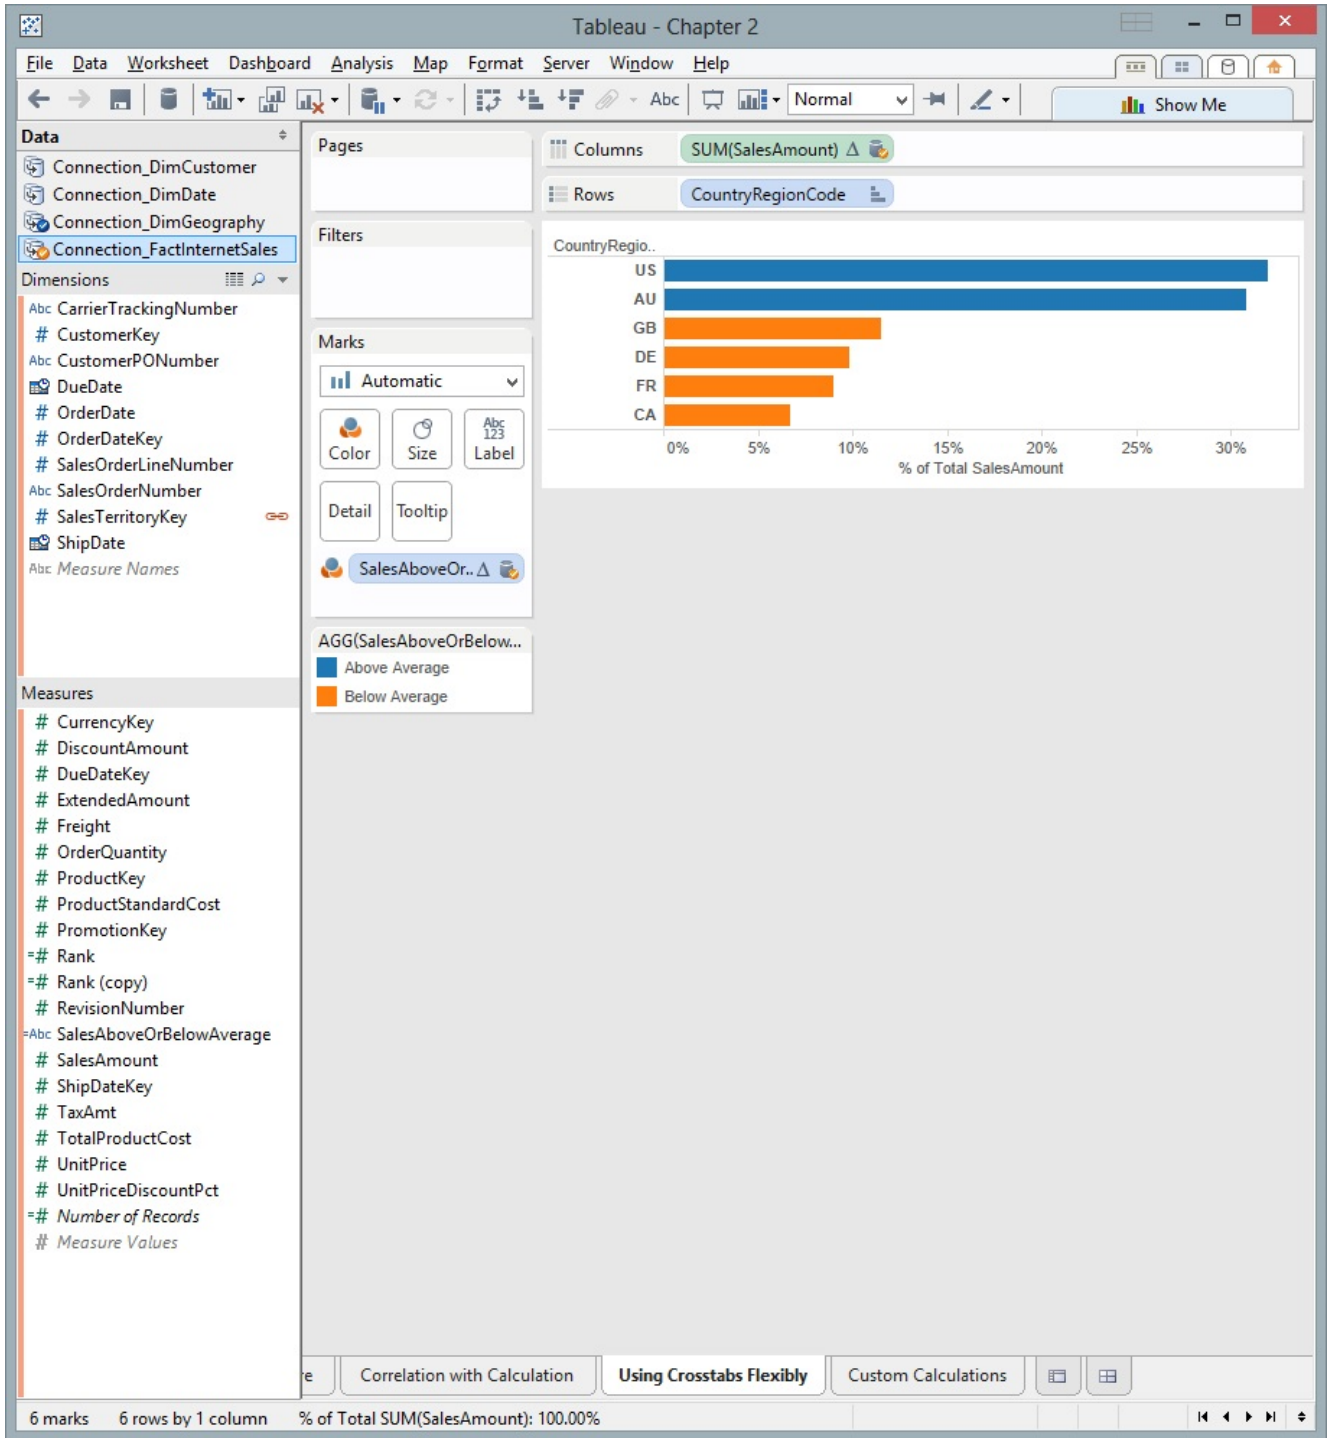 Tableau - Chapter 2
File Data Worksheet Dashboard Analysis Map Format Server Window Help
Abc Normal Show Me
Data
Connection_DimCustomer
Connection_DimDate
Connection_DimGeography
Connection_FactInternetSales
Dimensions
Abc CarrierTrackingNumber
# CustomerKey
Abc CustomerPONumber
DueDate
# OrderDate
# OrderDateKey
# SalesOrderLineNumber
Abc SalesOrderNumber
# SalesTerritoryKey
ShipDate
Abc Measure Names
Measures
# CurrencyKey
# DiscountAmount
# DueDateKey
# ExtendedAmount
# Freight
# OrderQuantity
# ProductKey
# ProductStandardCost
# PromotionKey
=# Rank
=# Rank (copy)
# RevisionNumber
=Abc SalesAboveOrBelowAverage
# SalesAmount
# ShipDateKey
# TaxAmt
# TotalProductCost
# UnitPrice
# UnitPriceDiscountPct
=# Number of Records
# Measure Values
Pages
Filters
Marks
Automatic
Color Size Abc 123 Label
Detail Tooltip
SalesAboveOr.. Δ
AGG(SalesAboveOrBelow...
Above Average
Below Average
Columns SUM(SalesAmount) Δ
Rows CountryRegionCode
CountryRegio..
US
AU
GB
DE
FR
CA
0% 5% 10% 15% 20% 25% 30%
% of Total SalesAmount
re Correlation with Calculation Using Crosstabs Flexibly Custom Calculations
6 marks 6 rows by 1 column % of Total SUM(SalesAmount): 100.00%